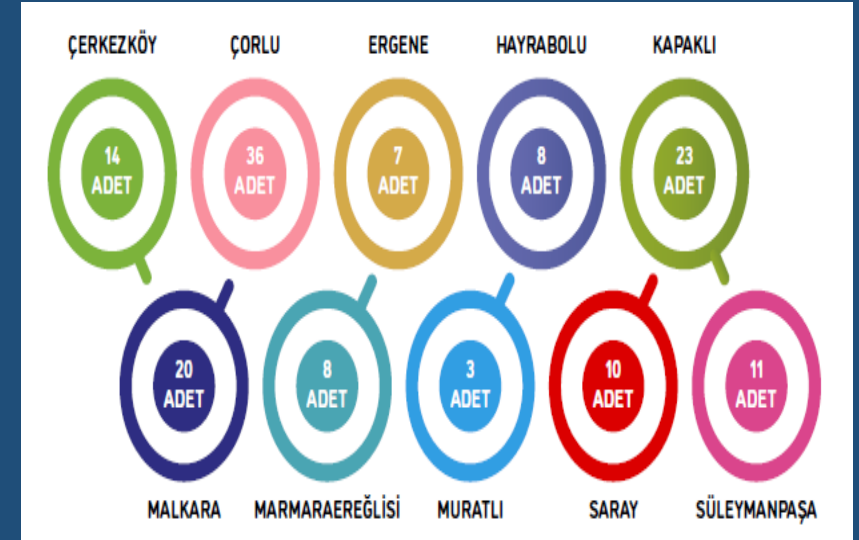 ÇERKEZKÖY ÇORLU ERGENE HAYRABOLU KAPAKLI
14 ADET
36 ADET
7 ADET
8 ADET
23 ADET
20 ADET
8 ADET
3 ADET
10 ADET
11 ADET
MALKARA MARMARAEREĞLİSİ MURATLI SARAY SÜLEYMANPAŞA